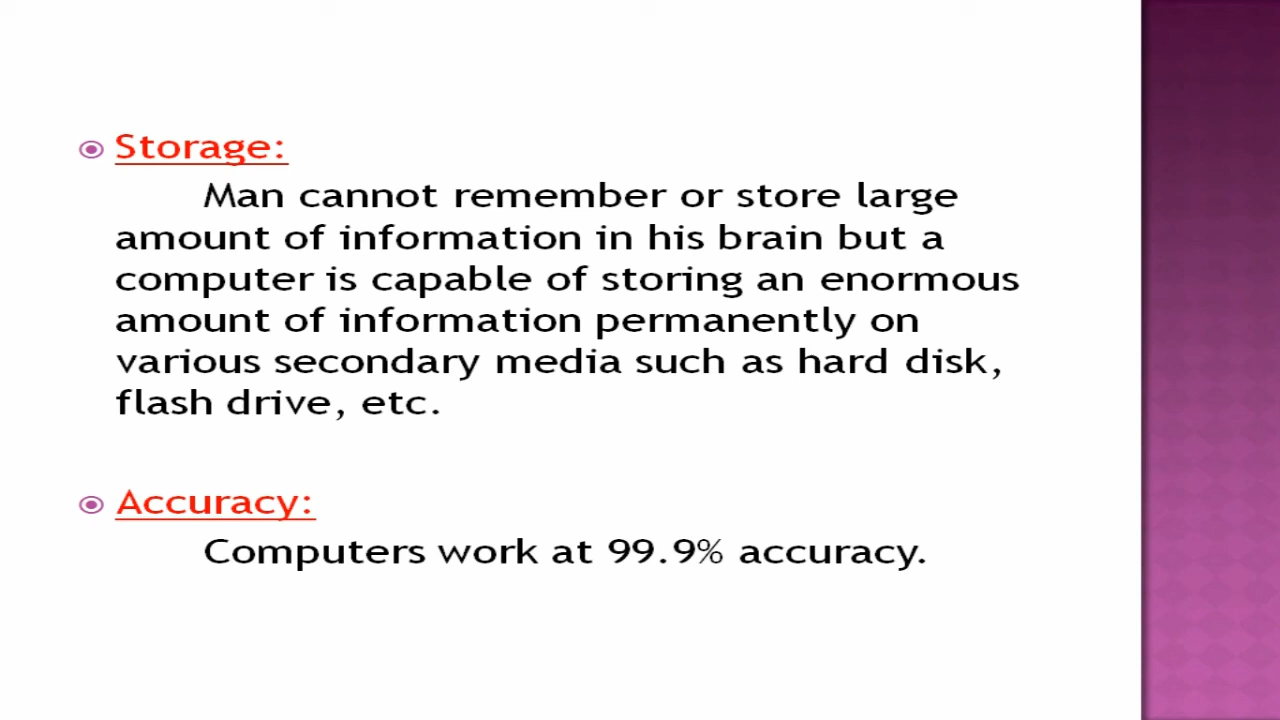 Storage:
Man cannot remember or store large
amount of information in his brain but a
computer is capable of storing an enormous
amount of information permanently on
various secondary media such as hard disk,
flash drive, etc.
Accuracy:
Computers work at 99.9% accuracy.